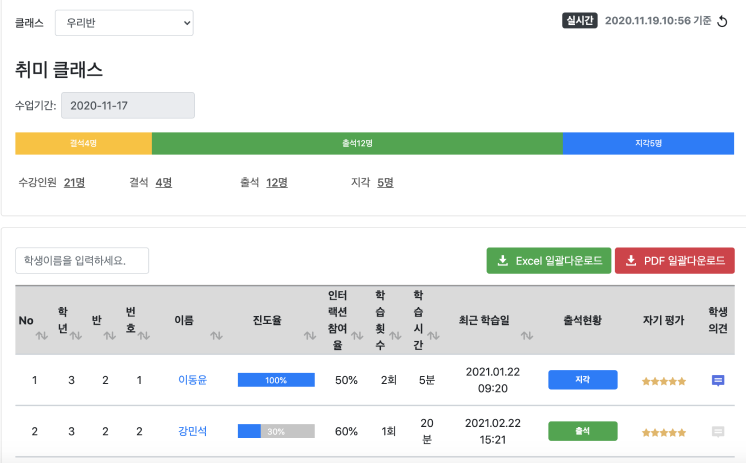 클래스 우리반 실시간 2020.11.19.10:56 기준
취미 클래스
수업기간: 2020-11-17
결석4명 출석12명 지각5명
수강인원 21명 결석 4명 출석 12명 지각 5명
학생이름을 입력하세요. Excel 일괄다운로드 PDF 일괄다운로드
No 학년 반 번호 이름 진도율 인터랙션 참여율 학습횟수 학습시간 최근 학습일 출석현황 자기 평가 학생의견
1 3 2 1 이동윤 100% 50% 2회 5분 2021.01.22 09:20 지각
2 3 2 2 강민석 30% 60% 1회 20분 2021.02.22 15:21 출석